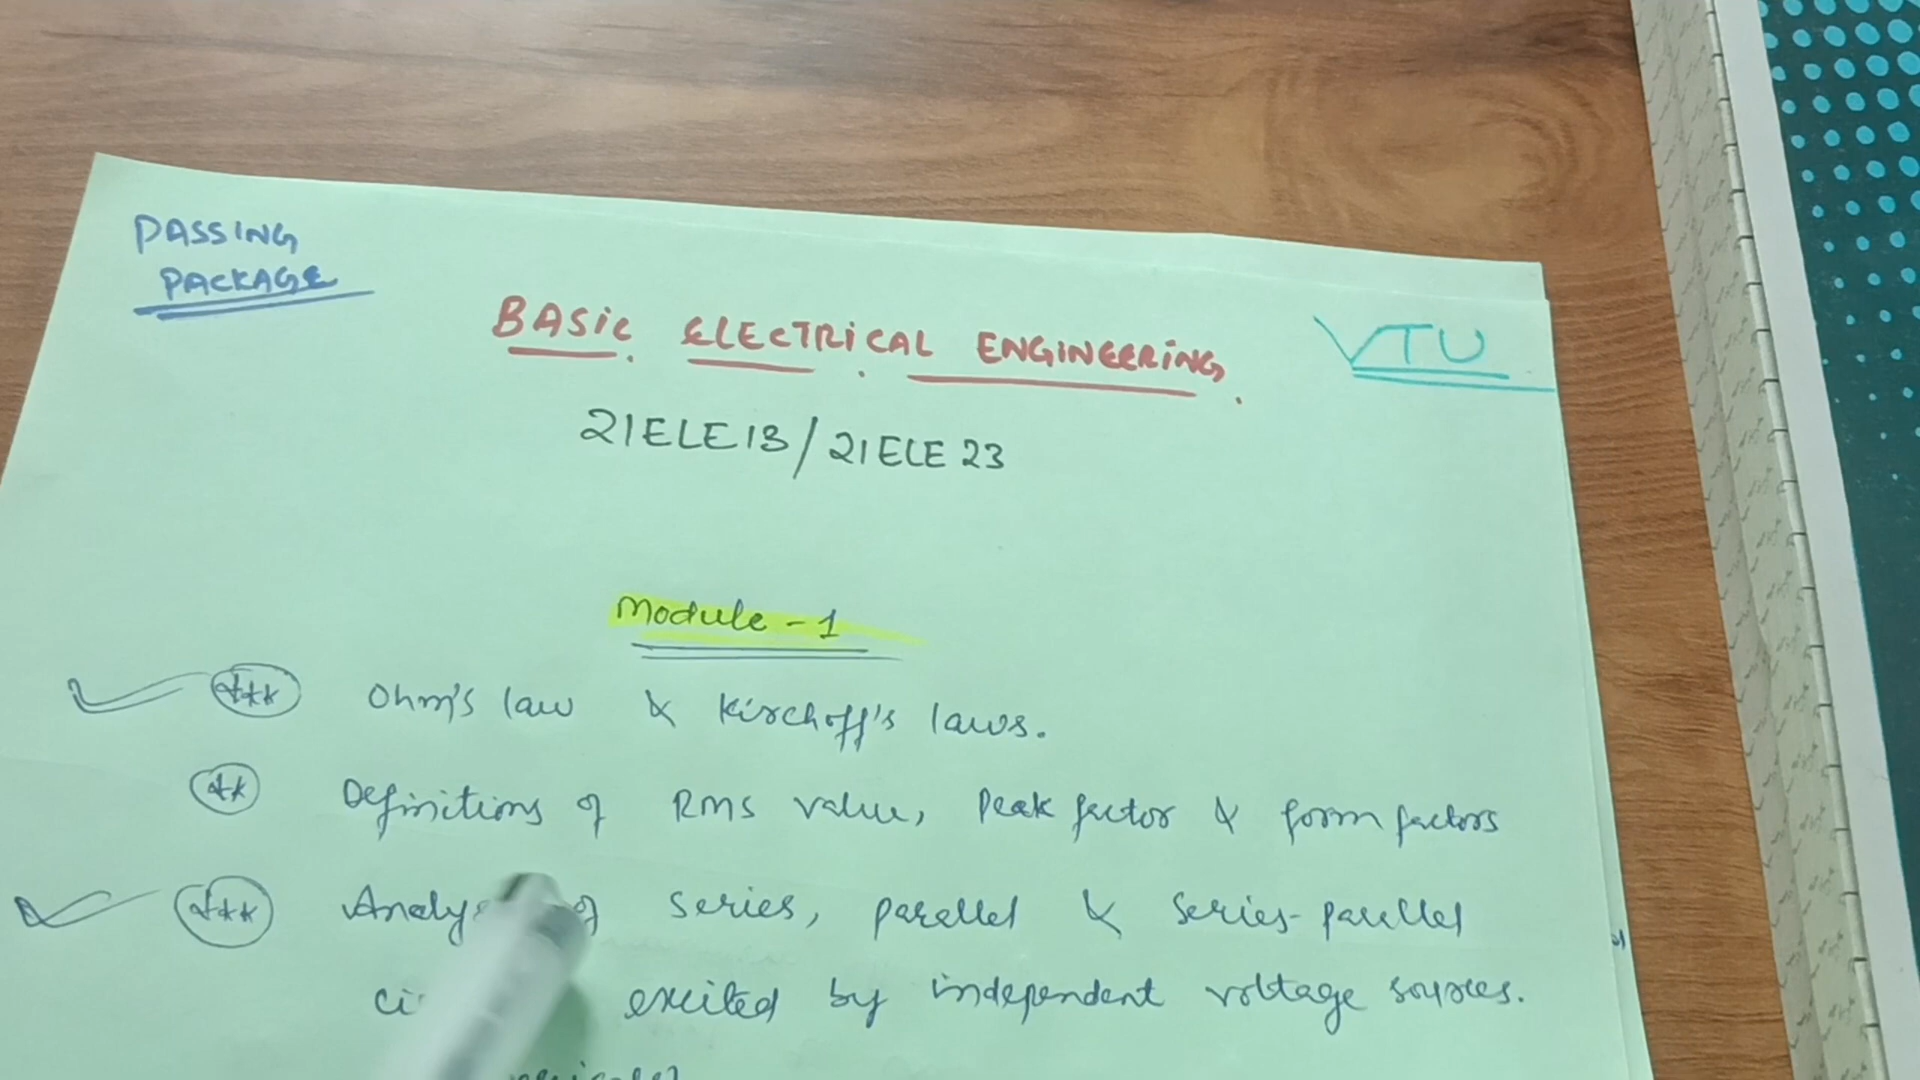 PASSING
PACKAGE
BASIC ELECTRICAL ENGINEERING
VTU
21ELE13/21ELE23
Module-1
*** Ohm's law & Kirchoff's laws.
** Definitions of RMS value, Peak factor & form factors
*** of series, parallel & series-parallel
excited by independent voltage sources.